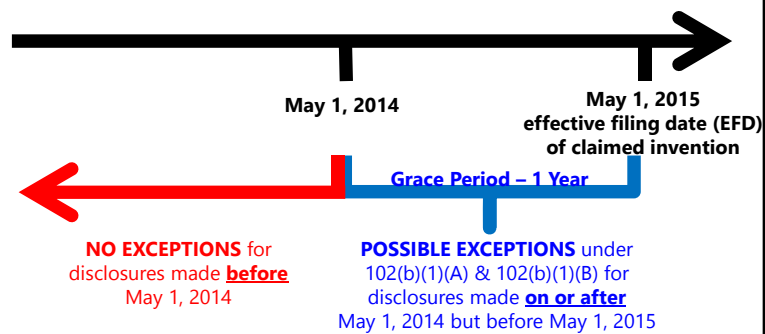 May 1, 2014
May 1, 2015
effective filing date (EFD)
of claimed invention
Grace Period – 1 Year
NO EXCEPTIONS for
disclosures made before
May 1, 2014
POSSIBLE EXCEPTIONS under
102(b)(1)(A) & 102(b)(1)(B) for
disclosures made on or after
May 1, 2014 but before May 1, 2015